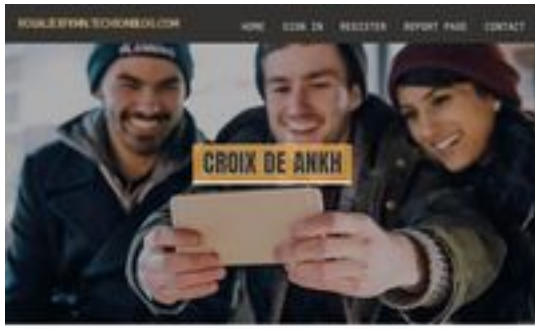 HOME SIGN IN REGISTER REPORT PAGE CONTACT
CROIX DE ANKH